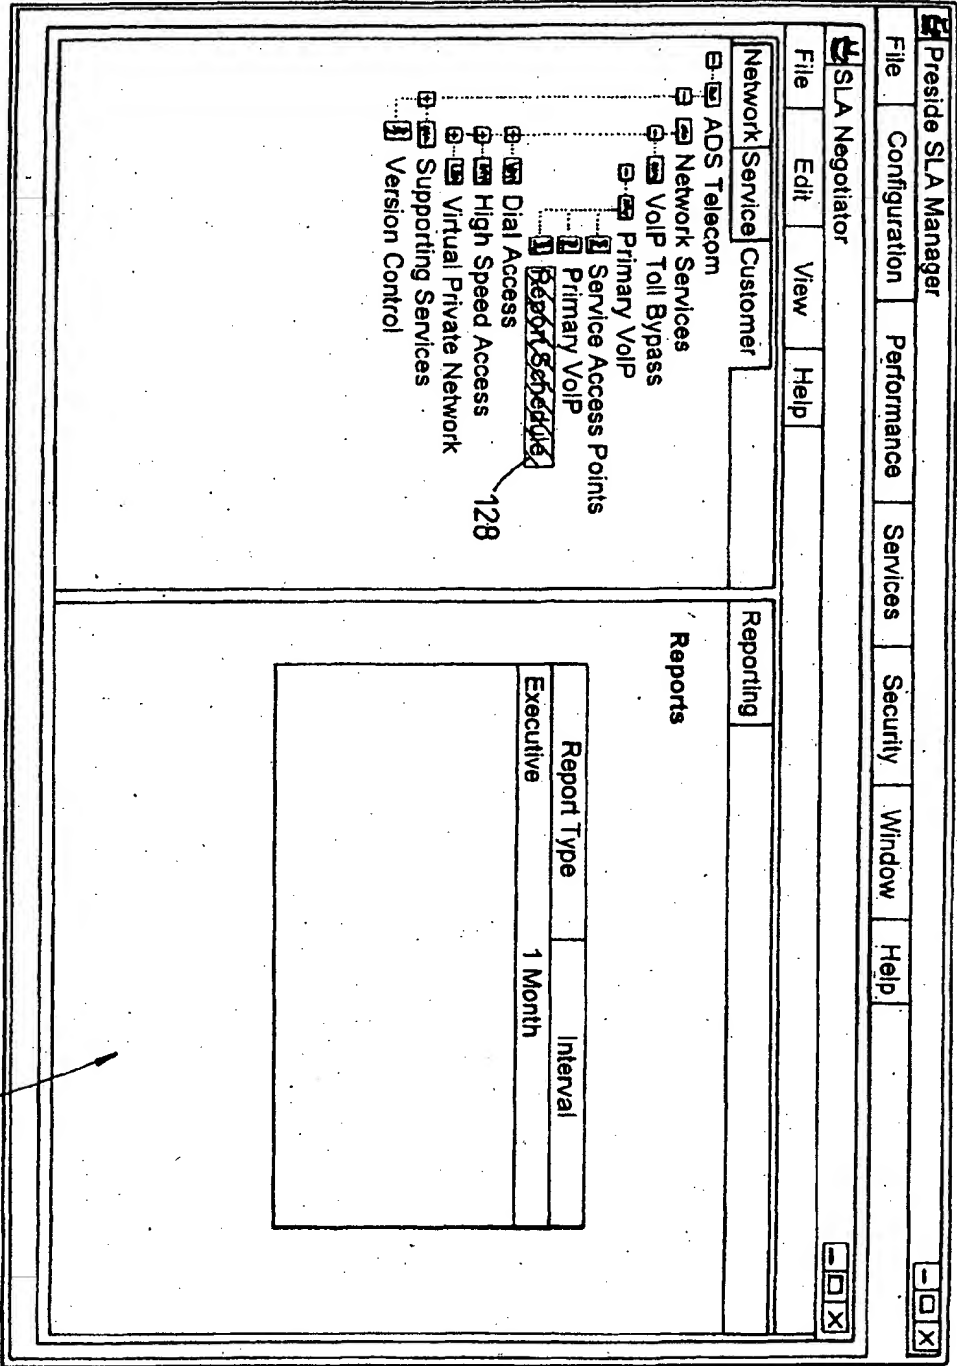 Preside SLA Manager
File Configuration Performance Services Security Window Help
SLA Negotiator
File Edit View Help
Network Service Customer
ADS Telecom
Network Services
VoIP Toll Bypass
Primary VoIP
Service Access Points
Primary VoIP
Report Schedule
128
Dial Access
High Speed Access
Virtual Private Network
Supporting Services
Version Control
Reporting
Reports
Report Type Interval
Executive 1 Month